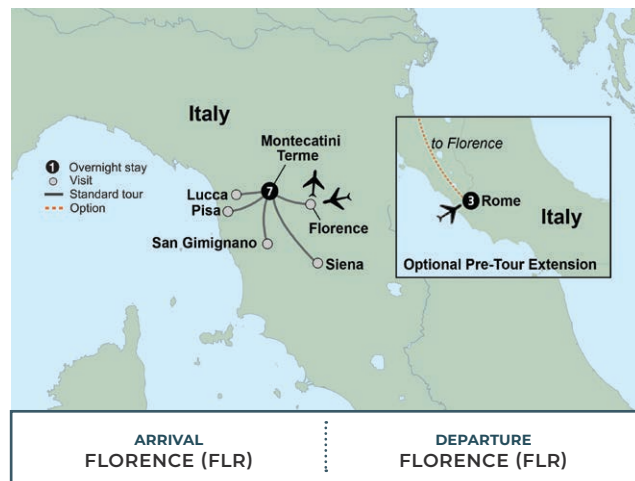 Italy
Montecatini
Terme
1 Overnight stay
Visit
Standard tour
Option
7
Lucca
Pisa
Florence
San Gimignano
Siena
to Florence
3 Rome
Italy
Optional Pre-Tour Extension
ARRIVAL
FLORENCE (FLR)
DEPARTURE
FLORENCE (FLR)